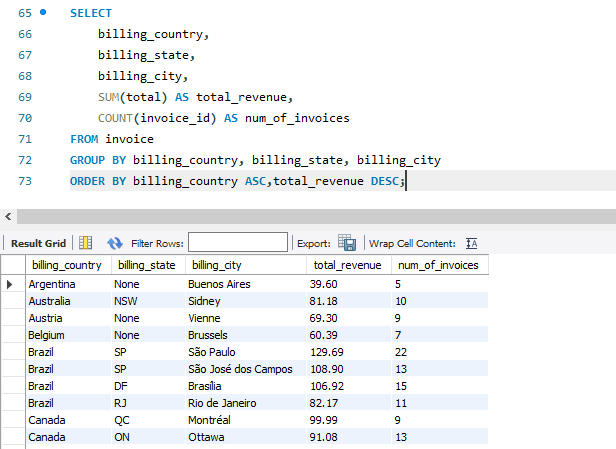 65 SELECT
66 billing_country,
67 billing_state,
68 billing_city,
69 SUM(total) AS total_revenue,
70 COUNT(invoice_id) AS num_of_invoices
71 FROM invoice
72 GROUP BY billing_country, billing_state, billing_city
73 ORDER BY billing_country ASC,total_revenue DESC;
Result Grid Filter Rows: Export: Wrap Cell Content: IA
billing_country billing_state billing_city total_revenue num_of_invoices
Argentina None Buenos Aires 39.60 5
Australia NSW Sidney 81.18 10
Austria None Vienne 69.30 9
Belgium None Brussels 60.39 7
Brazil SP São Paulo 129.69 22
Brazil SP São José dos Campos 108.90 13
Brazil DF Brasília 106.92 15
Brazil RJ Rio de Janeiro 82.17 11
Canada QC Montréal 99.99 9
Canada ON Ottawa 91.08 13